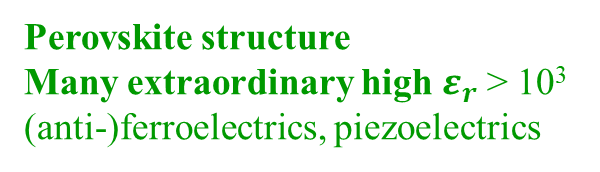 Perovskite structure
Many extraordinary high 𝜺𝒓 > 10³
(anti-)ferroelectrics, piezoelectrics